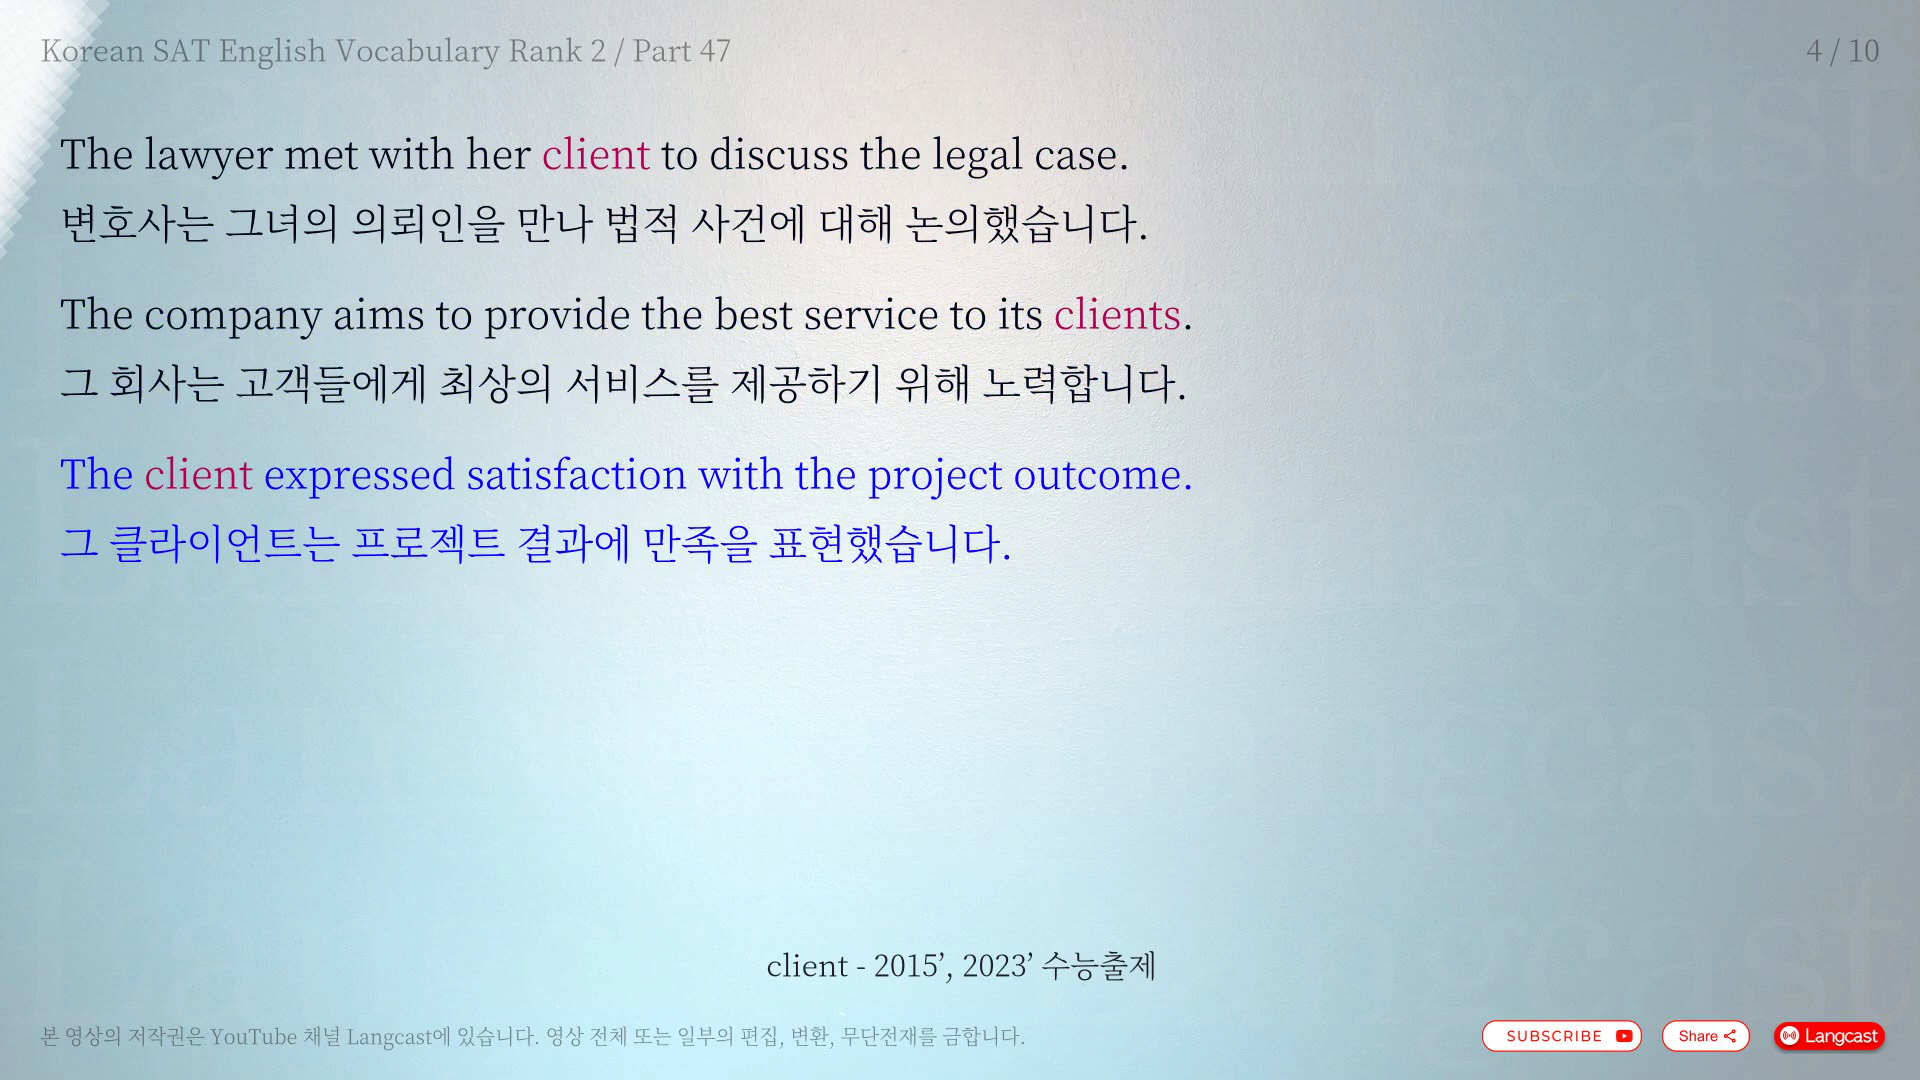 Korean SAT English Vocabulary Rank 2 / Part 47
4 / 10
The lawyer met with her client to discuss the legal case.
변호사는 그녀의 의뢰인을 만나 법적 사건에 대해 논의했습니다.
The company aims to provide the best service to its clients.
그 회사는 고객들에게 최상의 서비스를 제공하기 위해 노력합니다.
The client expressed satisfaction with the project outcome.
그 클라이언트는 프로젝트 결과에 만족을 표현했습니다.
client - 2015’, 2023’ 수능출제
본 영상의 저작권은 YouTube 채널 Langcast에 있습니다. 영상 전체 또는 일부의 편집, 변환, 무단전재를 금합니다.
SUBSCRIBE
Share
Langcast